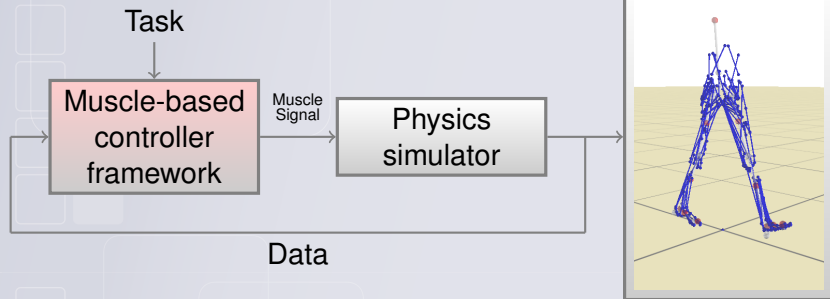 Task
Muscle-based
controller
framework
Muscle
Signal
Physics
simulator
Data